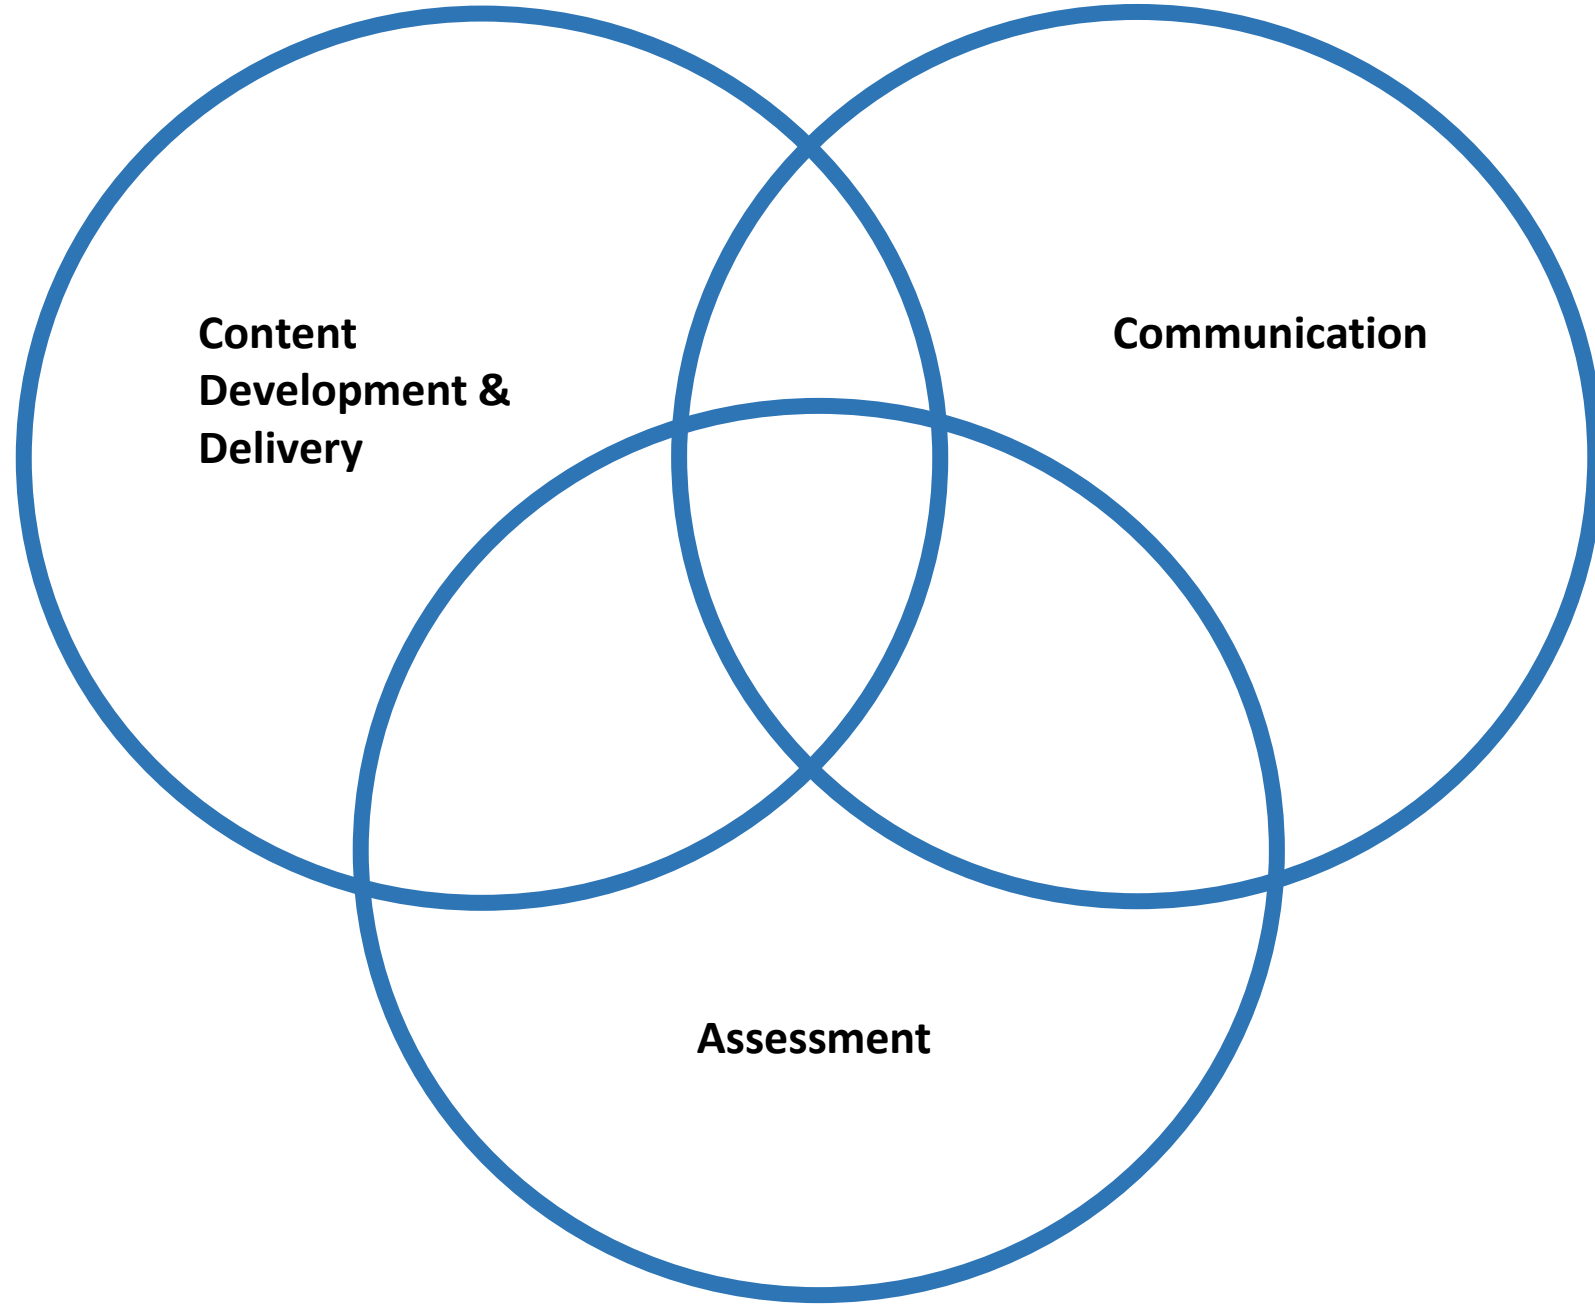 Content
Development &
Delivery
Communication
Assessment